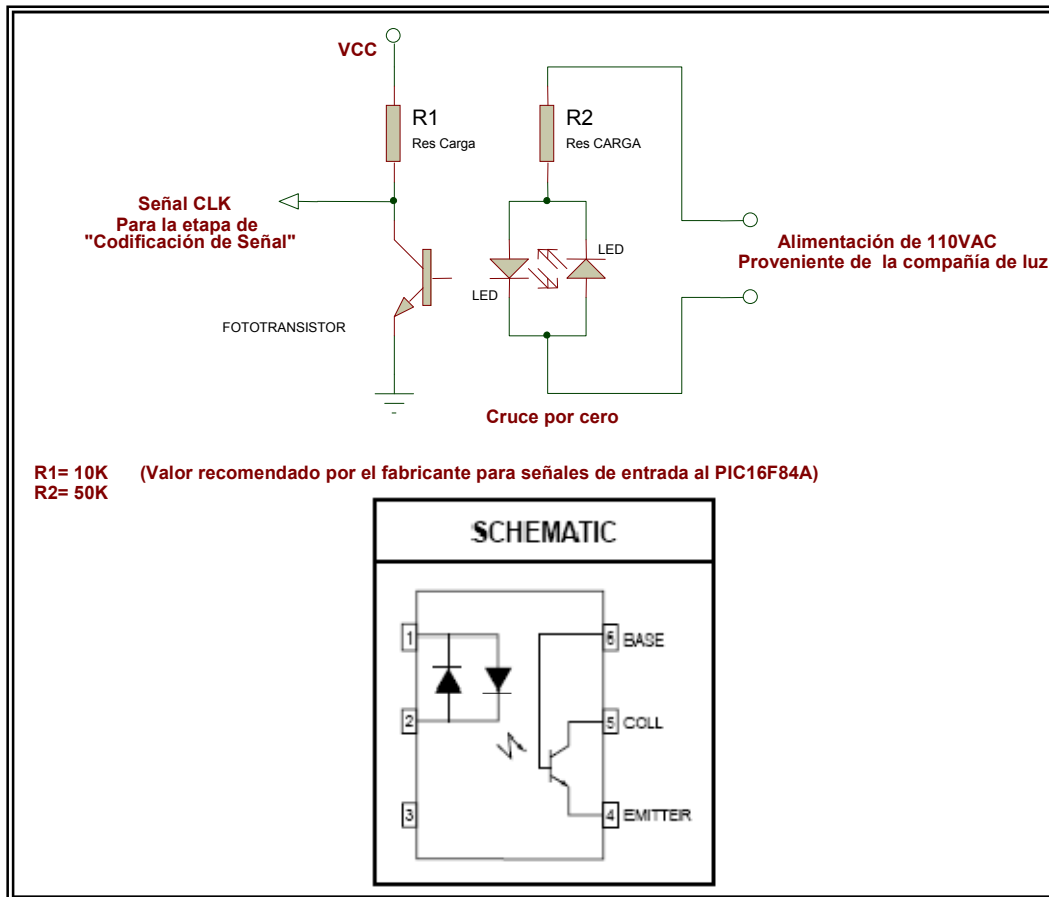 VCC
R1
Res Carga
R2
Res CARGA
Señal CLK
Para la etapa de
"Codificación de Señal"
LED
LED
Alimentación de 110VAC
Proveniente de la compañía de luz
FOTOTRANSISTOR
Cruce por cero
R1= 10K (Valor recomendado por el fabricante para señales de entrada al PIC16F84A)
R2= 50K
SCHEMATIC
1
6 BASE
2
5 COLL
3
4 EMITTEIR